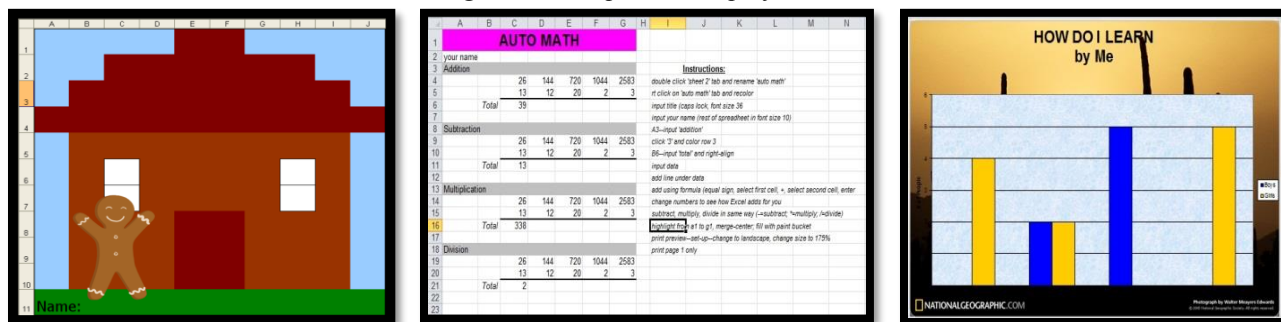 A B C D E F G H I J
1
2
3
4
5
6
7
8
9
10
11 Name:
A B C D E F G H I J K L M N
1 AUTO MATH
2 your name
3 Addition Instructions:
4 26 144 720 1044 2583 double click 'sheet 2' tab and rename 'auto math'
5 13 12 20 2 3 rt click on 'auto math' tab and recolor
6 Total 39 input title (caps lock, font size 36
7 input your name (rest of spreadheet in font size 10)
8 Subtraction A3--input 'addition'
9 26 144 720 1044 2583 click '3' and color row 3
10 13 12 20 2 3 B6--input 'total' and right-align
11 Total 13 input data
12 add line under data
13 Multiplication add using formula (equal sign, select first cell, +, select second cell, enter
14 26 144 720 1044 2583 change numbers to see how Excel adds for you
15 13 12 20 2 3 subtract, multiply, divide in same way (-=subtract; *=multiply, /=divide)
16 Total 338 highlight from a1 to g1, merge-center; fill with paint bucket
17 print preview--set-up--change to landscape, change size to 175%
18 Division print page 1 only
19 26 144 720 1044 2583
20 13 12 20 2 3
21 Total 2
22
23
HOW DO I LEARN
by Me
Boys
Girls
NATIONALGEOGRAPHIC.COM
Photograph by Walter Meayers Edwards